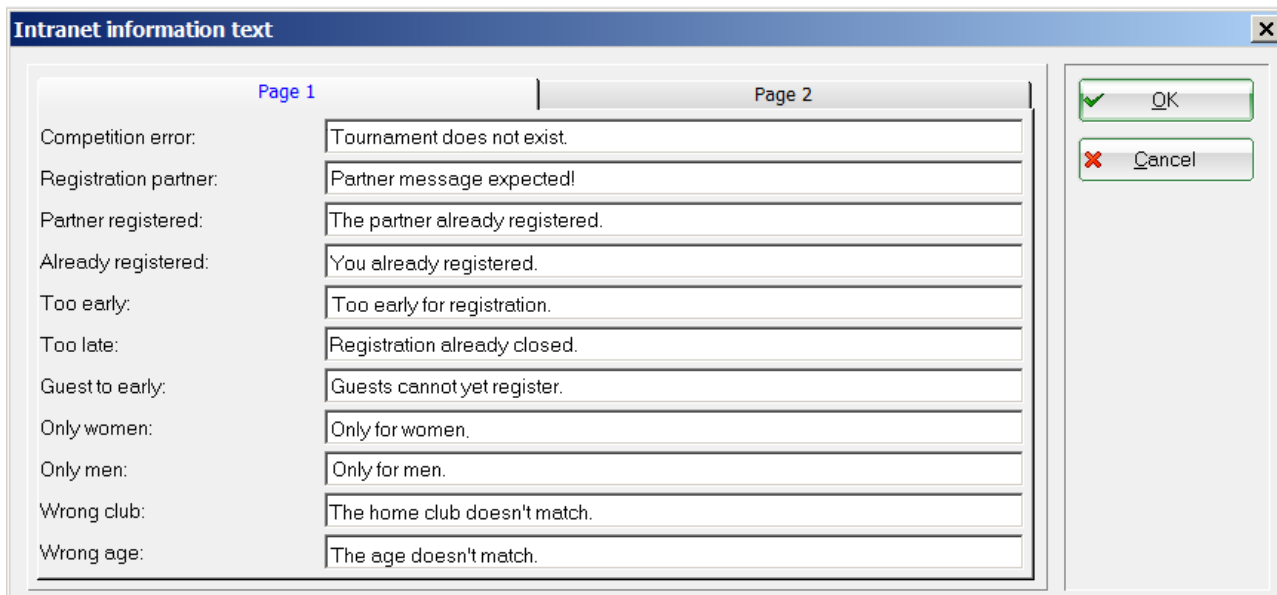 Intranet information text
Page 1 Page 2
OK
Cancel
Competition error: Tournament does not exist.
Registration partner: Partner message expected!
Partner registered: The partner already registered.
Already registered: You already registered.
Too early: Too early for registration.
Too late: Registration already closed.
Guest to early: Guests cannot yet register.
Only women: Only for women.
Only men: Only for men.
Wrong club: The home club doesn't match.
Wrong age: The age doesn't match.